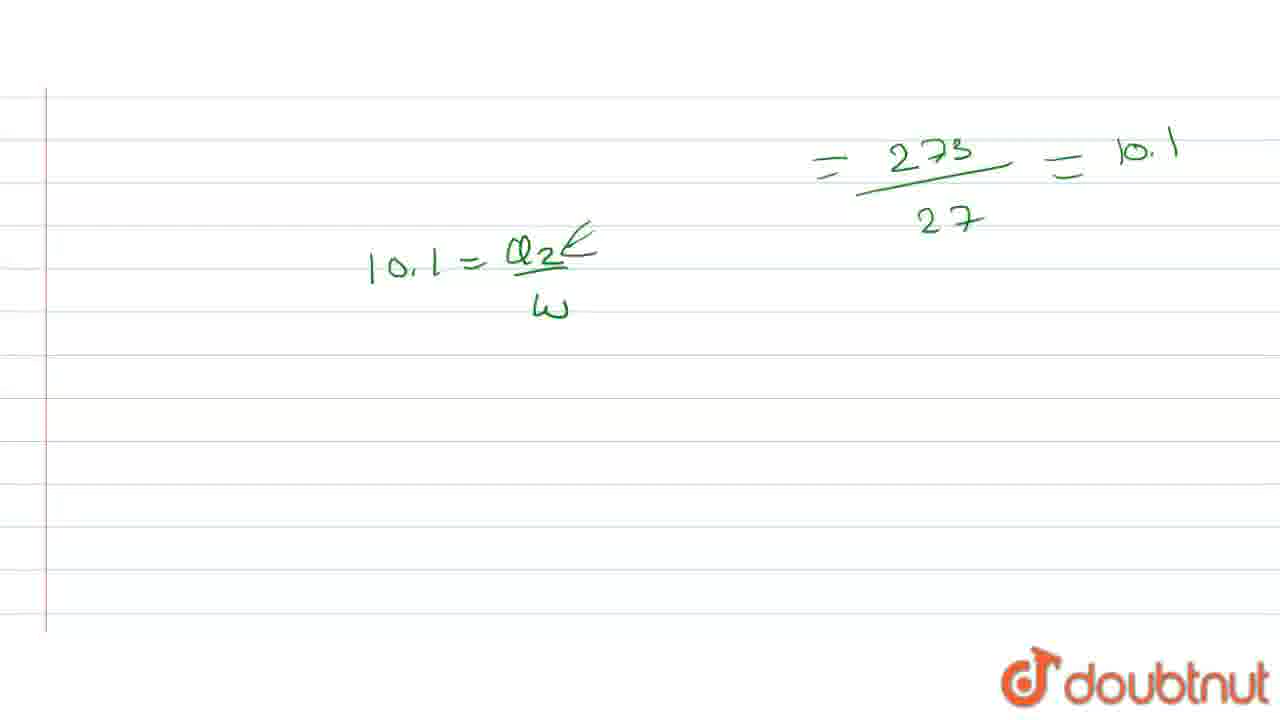 = 273/27 = 10.1
10.1 = Q2/W
doubtnut